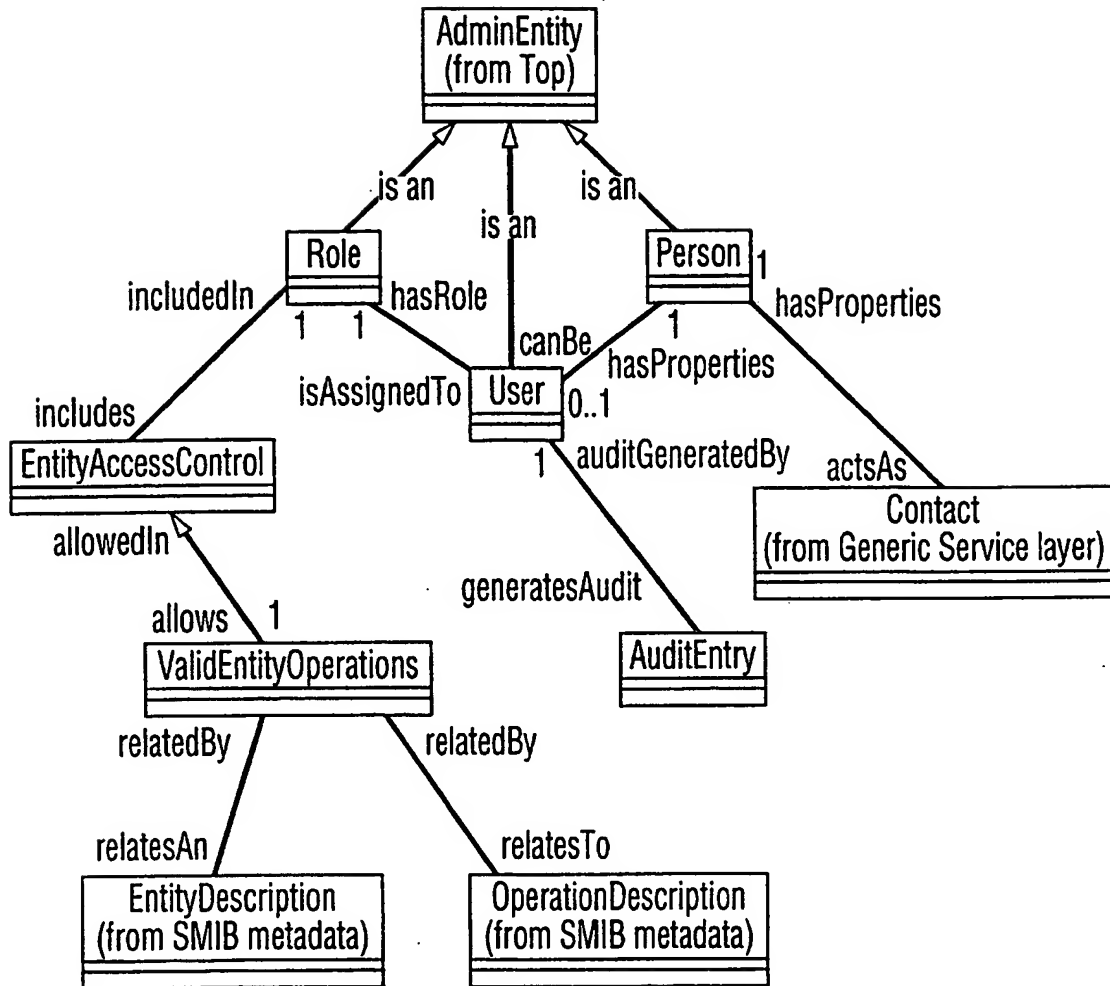 AdminEntity
(from Top)
is an
is an
is an
Role
Person
1
includedIn
hasRole
hasProperties
1
1
1
canBe
hasProperties
isAssignedTo
User
0..1
includes
1
auditGeneratedBy
EntityAccessControl
actsAs
Contact
(from Generic Service layer)
allowedIn
generatesAudit
allows
1
ValidEntityOperations
AuditEntry
relatedBy
relatedBy
relatesAn
relatesTo
EntityDescription
(from SMIB metadata)
OperationDescription
(from SMIB metadata)